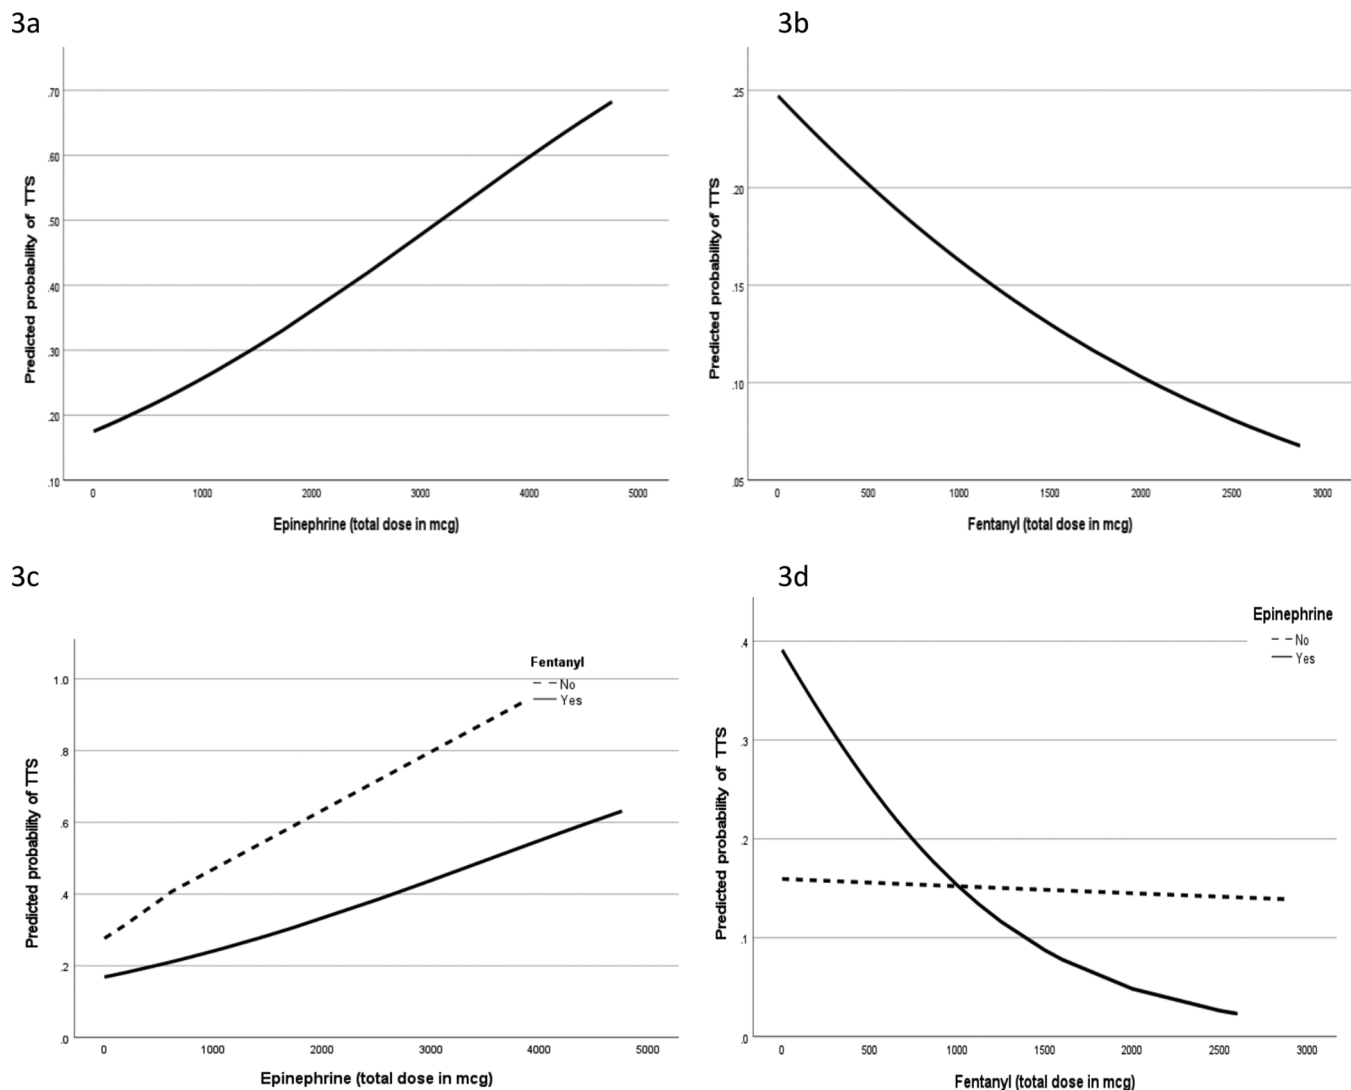 3a
Predicted probability of TTS
.70
.60
.50
.40
.30
.20
.10
0 1000 2000 3000 4000 5000
Epinephrine (total dose in mcg)
3b
Predicted probability of TTS
.25
.20
.15
.10
.05
0 500 1000 1500 2000 2500 3000
Fentanyl (total dose in mcg)
3c
Predicted probability of TTS
1.0
.8
.6
.4
.2
.0
Fentanyl
No
Yes
0 1000 2000 3000 4000 5000
Epinephrine (total dose in mcg)
3d
Predicted probability of TTS
.4
.3
.2
.1
.0
Epinephrine
No
Yes
0 500 1000 1500 2000 2500 3000
Fentanyl (total dose in mcg)